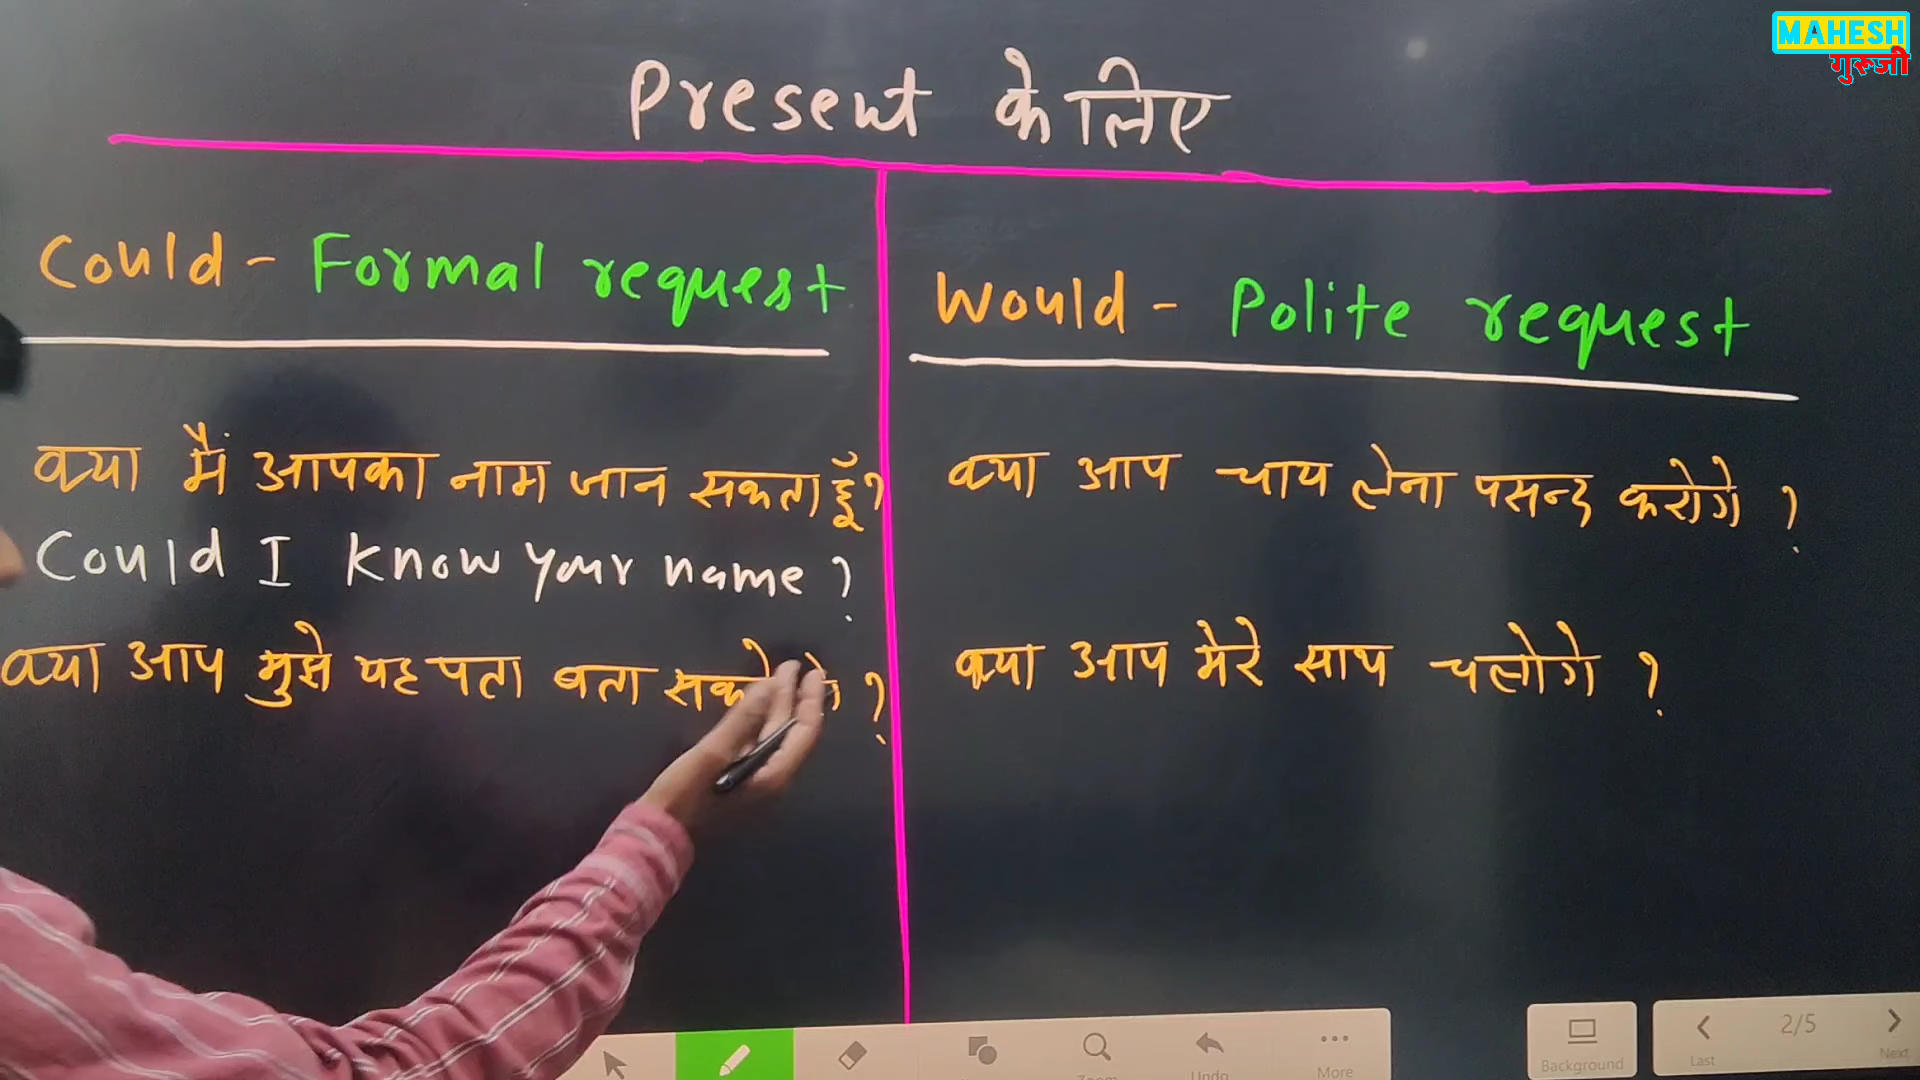 MAHESH
गुरुजी
Present के लिए
Could - Formal request
क्या मैं आपका नाम जान सकता हूँ?
Could I know your name?
क्या आप मुझे यह पता बता सकोगे ?
Would - Polite request
क्या आप चाय लेना पसन्द करोगे ?
क्या आप मेरे साथ चलोगे ?
Undo
More
Background
Last
2/5
Next